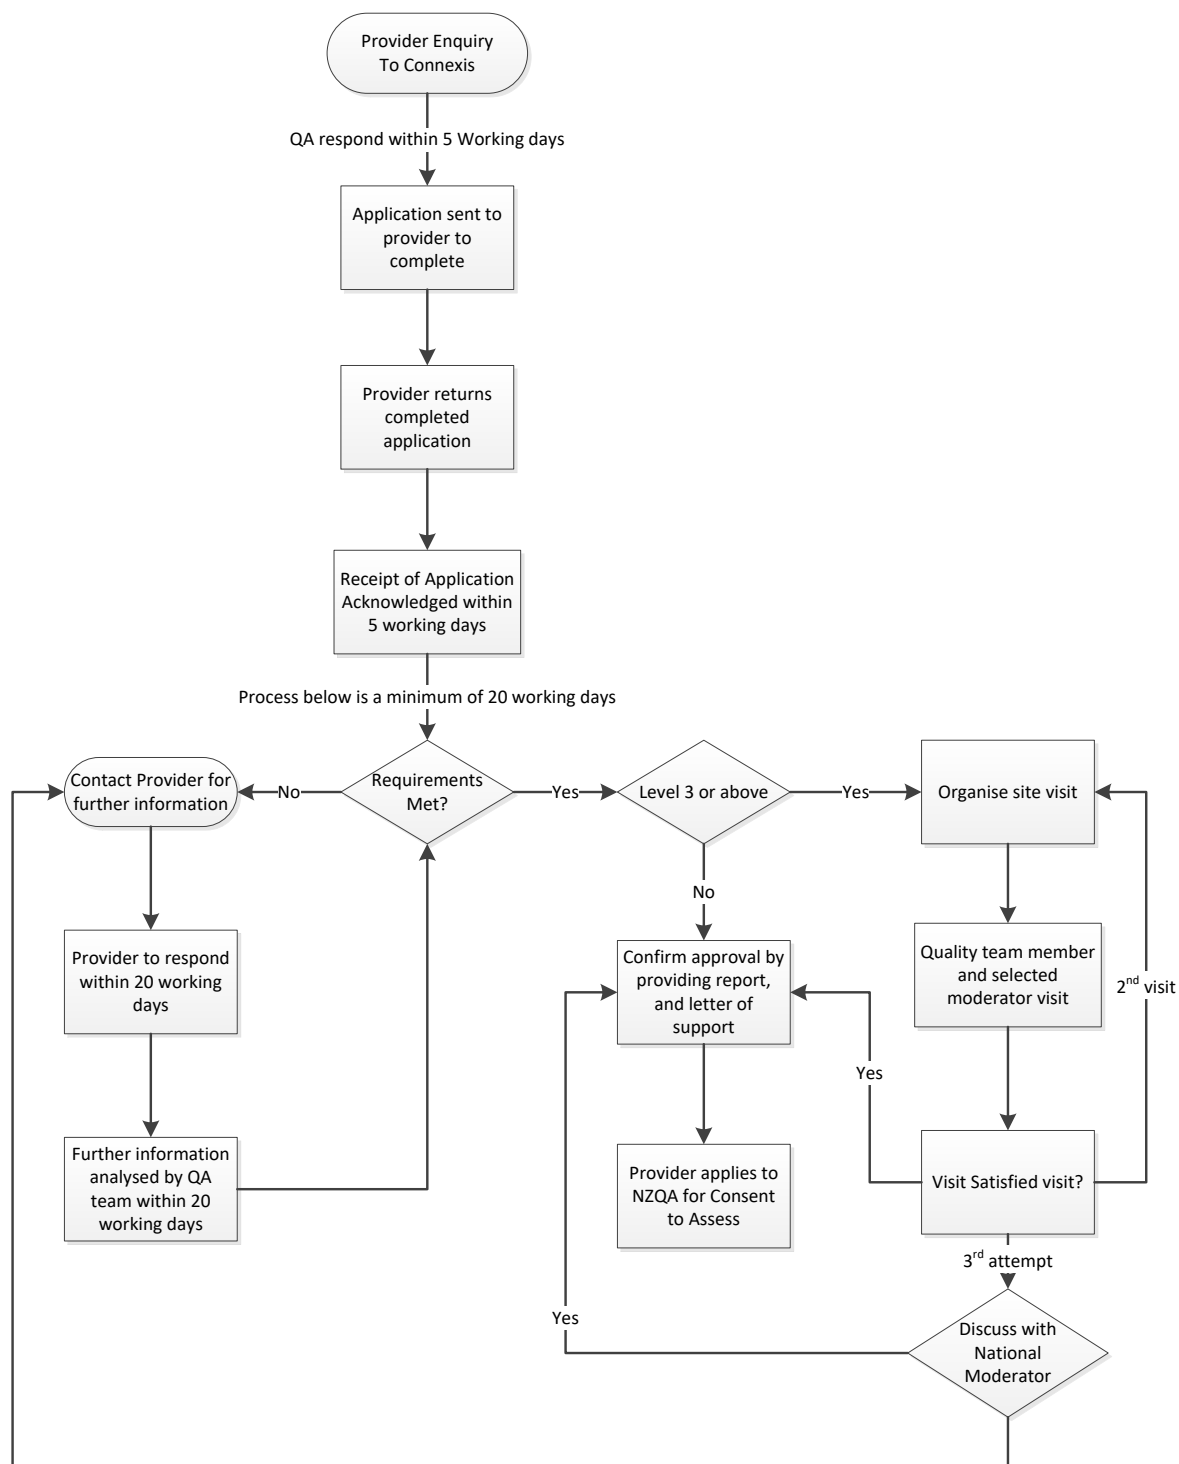 Provider Enquiry
To Connexis
QA respond within 5 Working days
Application sent to
provider to
complete
Provider returns
completed
application
Receipt of Application
Acknowledged within
5 working days
Process below is a minimum of 20 working days
Contact Provider for
further information
No
Requirements
Met?
Yes
Level 3 or above
Yes
Organise site visit
No
Provider to respond
within 20 working
days
Confirm approval by
providing report,
and letter of
support
Quality team member
and selected
moderator visit
2nd visit
Yes
Further information
analysed by QA
team within 20
working days
Provider applies to
NZQA for Consent
to Assess
Visit Satisfied visit?
3rd attempt
Yes
Discuss with
National
Moderator